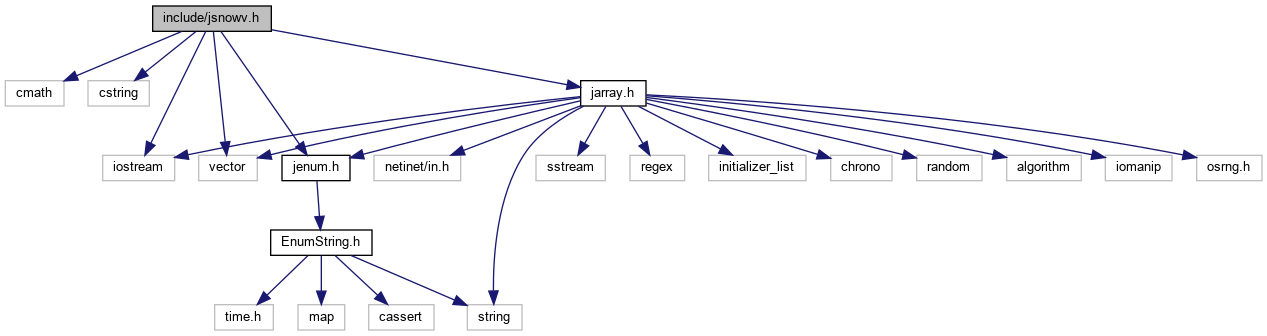 include/jsnowv.h
cmath
cstring
jarray.h
iostream
vector
jenum.h
netinet/in.h
sstream
regex
initializer_list
chrono
random
algorithm
iomanip
osrng.h
EnumString.h
time.h
map
cassert
string